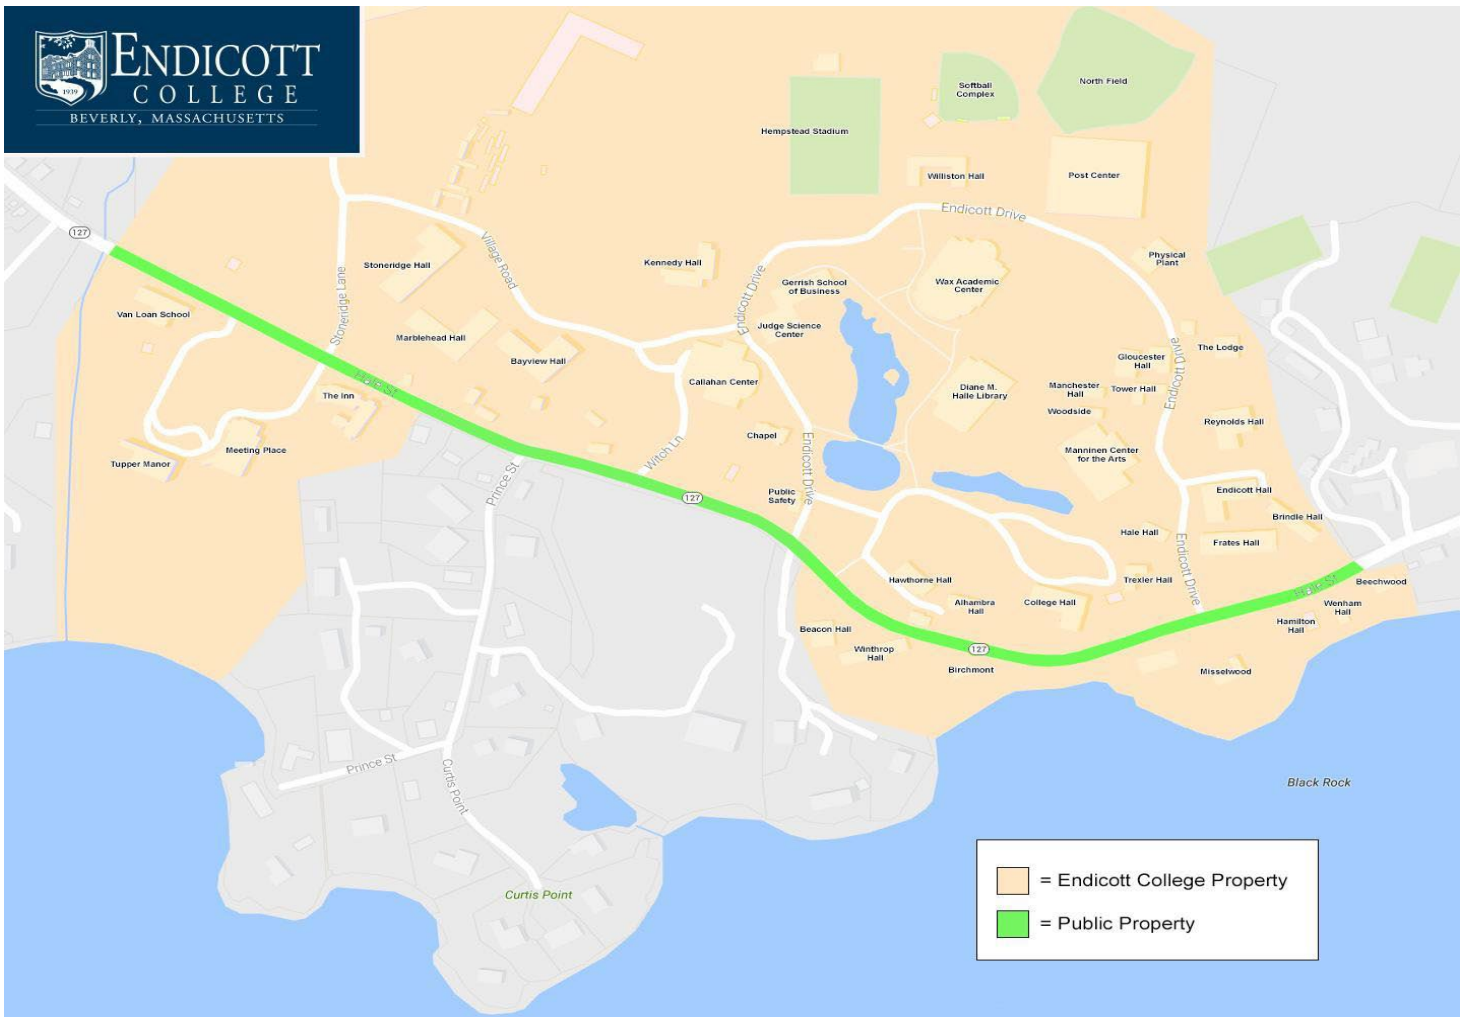 ENDICOTT
COLLEGE
1939
BEVERLY, MASSACHUSETTS
North Field
Softball
Complex
Hempstead Stadium
Williston Hall
Post Center
Endicott Drive
127
Village Road
Stoneridge Hall
Kennedy Hall
Physical
Plant
Gerrish School
of Business
Wax Academic
Center
Endicott Drive
Stoneridge Lane
Van Loan School
Judge Science
Center
Marblehead Hall
Bayview Hall
Endicott Drive
The Lodge
Gloucester
Hall
Callahan Center
Hale St
Diane M.
Halle Library
Manchester
Hall
Tower Hall
The Inn
Woodside
Reynolds Hall
Chapel
Meeting Place
Manninen Center
for the Arts
Tupper Manor
Witch Ln
Endicott Drive
Prince St
127
Public
Safety
Endicott Hall
Brindle Hall
Hale Hall
Frates Hall
Endicott Drive
Hawthorne Hall
Trexler Hall
Hale St
Beechwood
Alhambra
Hall
College Hall
Wenham
Hall
Hamilton
Hall
Beacon Hall
Winthrop
Hall
127
Birchmont
Misselwood
Prince St
Curtis Point
Black Rock
Curtis Point
= Endicott College Property
= Public Property